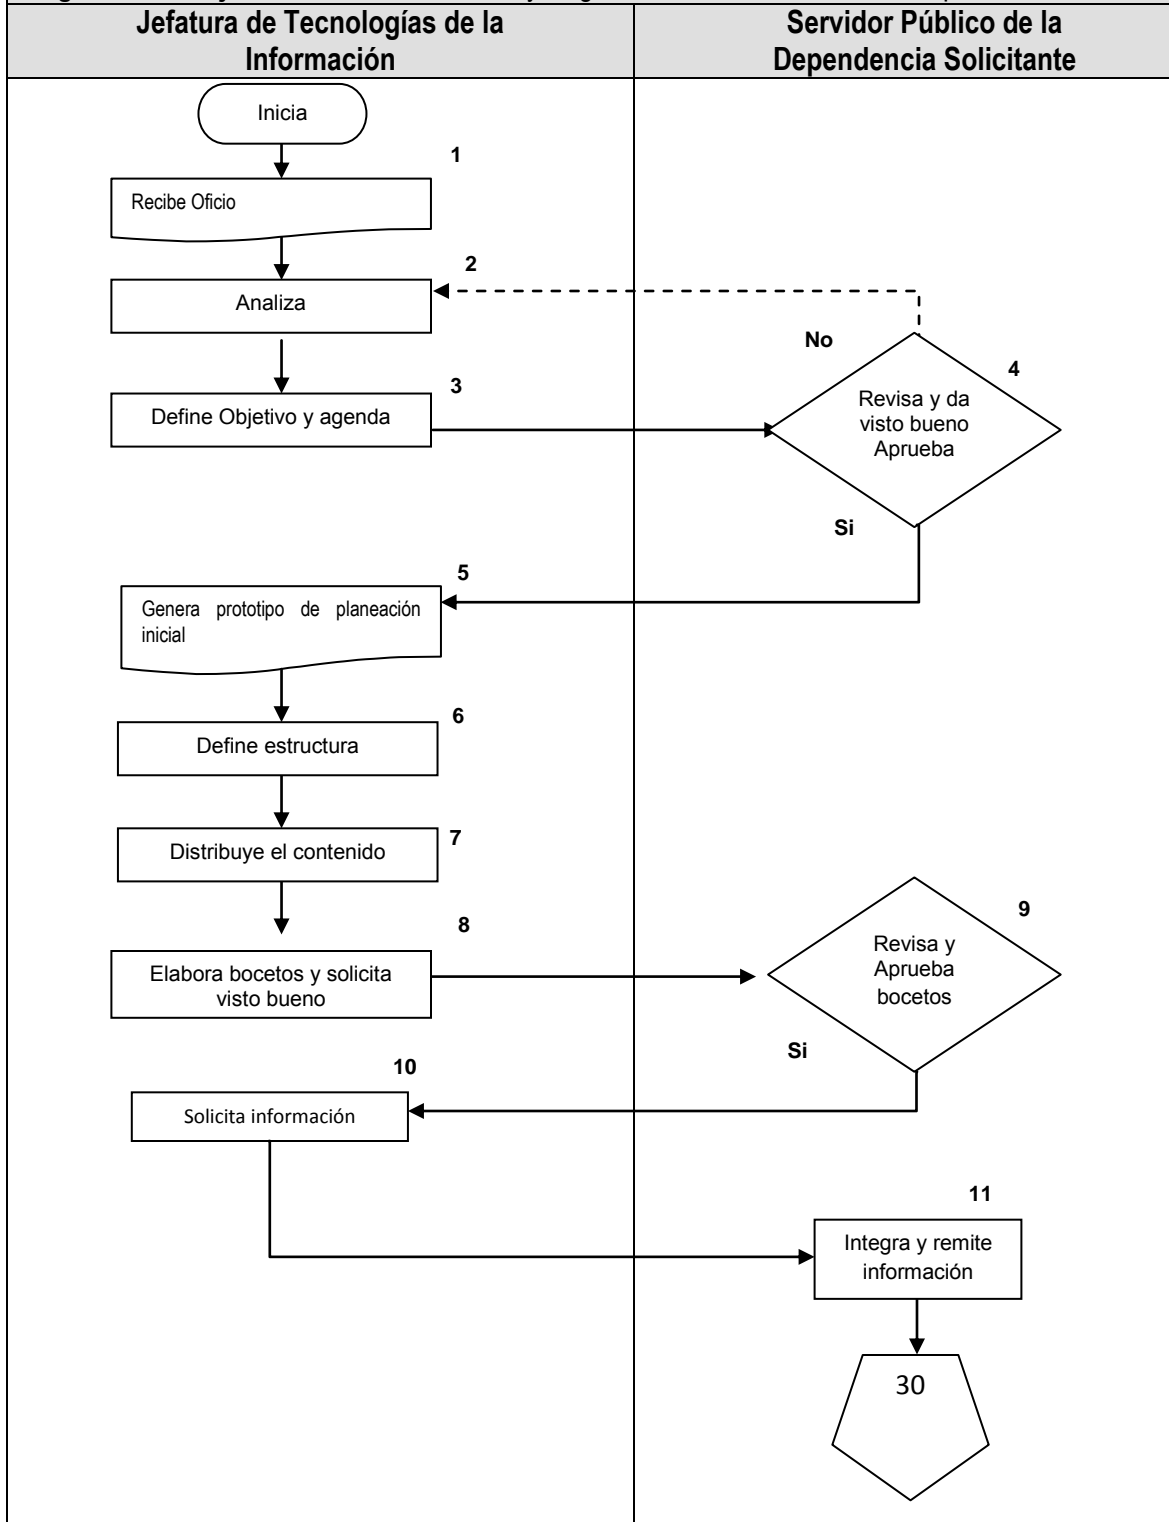 Jefatura de Tecnologías de la
Información
Servidor Público de la
Dependencia Solicitante
Inicia
1
Recibe Oficio
2
Analiza
No
4
Revisa y da
visto bueno
Aprueba
3
Define Objetivo y agenda
Si
5
Genera prototipo de planeación
inicial
6
Define estructura
7
Distribuye el contenido
8
Elabora bocetos y solicita
visto bueno
9
Revisa y
Aprueba
bocetos
Si
10
Solicita información
11
Integra y remite
información
30